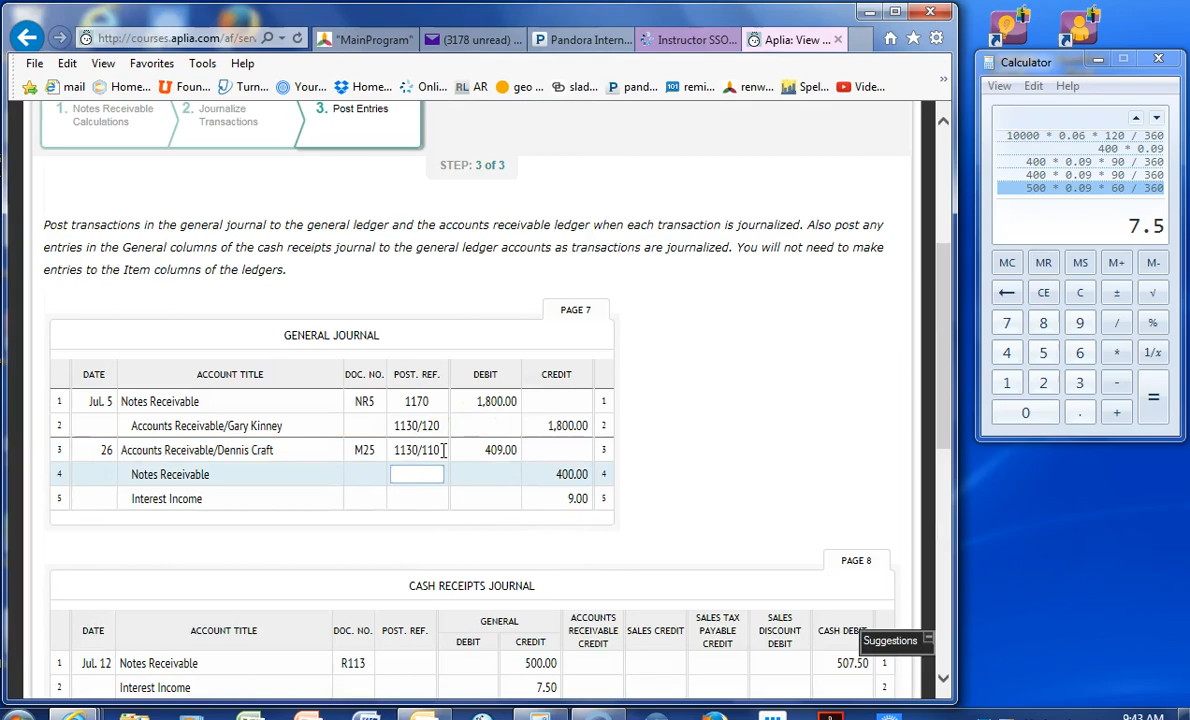 http://courses.aplia.com/af/ser
"MainProgram"
(3178 unread) ...
Pandora Intern...
Instructor SSO...
Aplia: View ...
File Edit View Favorites Tools Help
mail Home... Foun... Turn... Your... Home... Onli... RL AR geo ... slad... pand... remi... renw... Spel... Vide...
1. Notes Receivable Calculations
2. Journalize Transactions
3. Post Entries
STEP: 3 of 3
Post transactions in the general journal to the general ledger and the accounts receivable ledger when each transaction is journalized. Also post any
entries in the General columns of the cash receipts journal to the general ledger accounts as transactions are journalized. You will not need to make
entries to the Item columns of the ledgers.
PAGE 7
GENERAL JOURNAL
DATE ACCOUNT TITLE DOC. NO. POST. REF. DEBIT CREDIT
1 Jul. 5 Notes Receivable NR5 1170 1,800.00 1
2 Accounts Receivable/Gary Kinney 1130/120 1,800.00 2
3 26 Accounts Receivable/Dennis Craft M25 1130/110 409.00 3
4 Notes Receivable 400.00 4
5 Interest Income 9.00 5
PAGE 8
CASH RECEIPTS JOURNAL
DATE ACCOUNT TITLE DOC. NO. POST. REF. GENERAL DEBIT CREDIT ACCOUNTS RECEIVABLE CREDIT SALES CREDIT SALES TAX PAYABLE CREDIT SALES DISCOUNT DEBIT CASH DEBIT
1 Jul. 12 Notes Receivable R113 500.00 507.50 1
2 Interest Income 7.50 2
Suggestions
Calculator
View Edit Help
10000 * 0.06 * 120 / 360
400 * 0.09
400 * 0.09 * 90 / 360
400 * 0.09 * 90 / 360
500 * 0.09 * 60 / 360
7.5
MC MR MS M+ M-
← CE C ± √
7 8 9 / %
4 5 6 * 1/x
1 2 3 - =
0 . +
9:43 AM